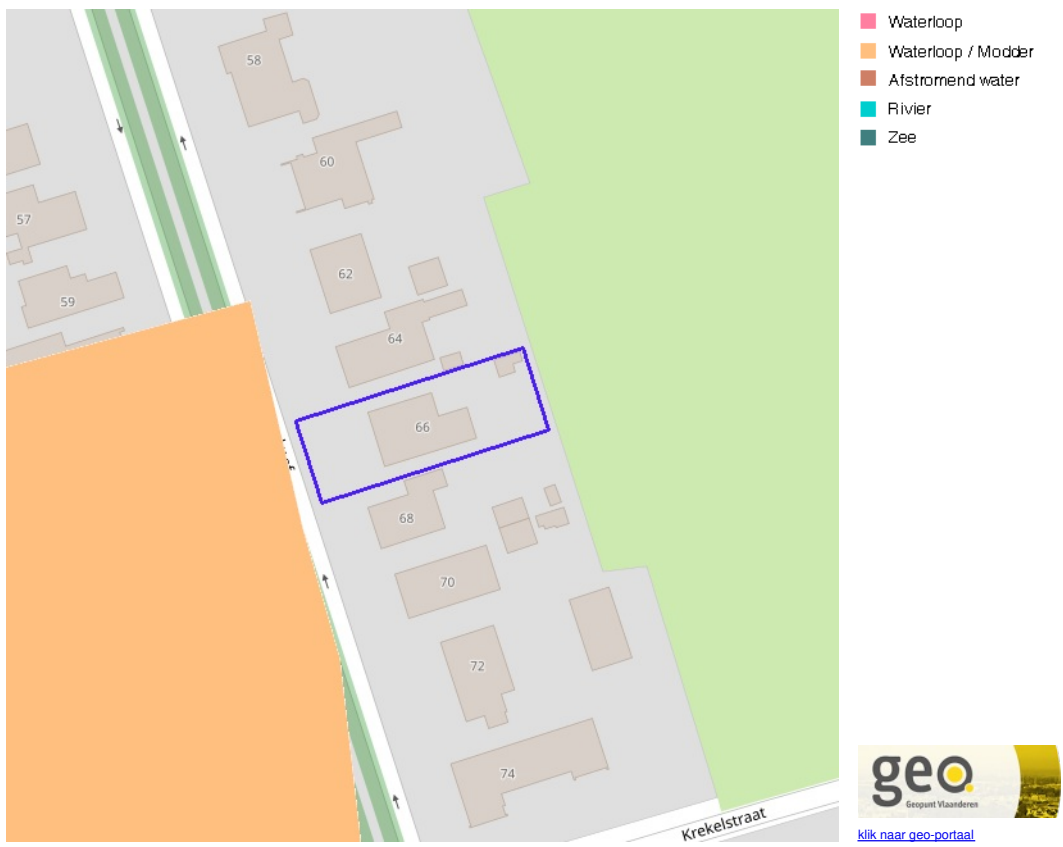 Waterloop
Waterloop / Modder
Afstromend water
Rivier
Zee
58
60
57
62
59
64
66
68
70
72
74
Krekelstraat
geo.
Geopunt Vlaanderen
klik naar geo-portaal